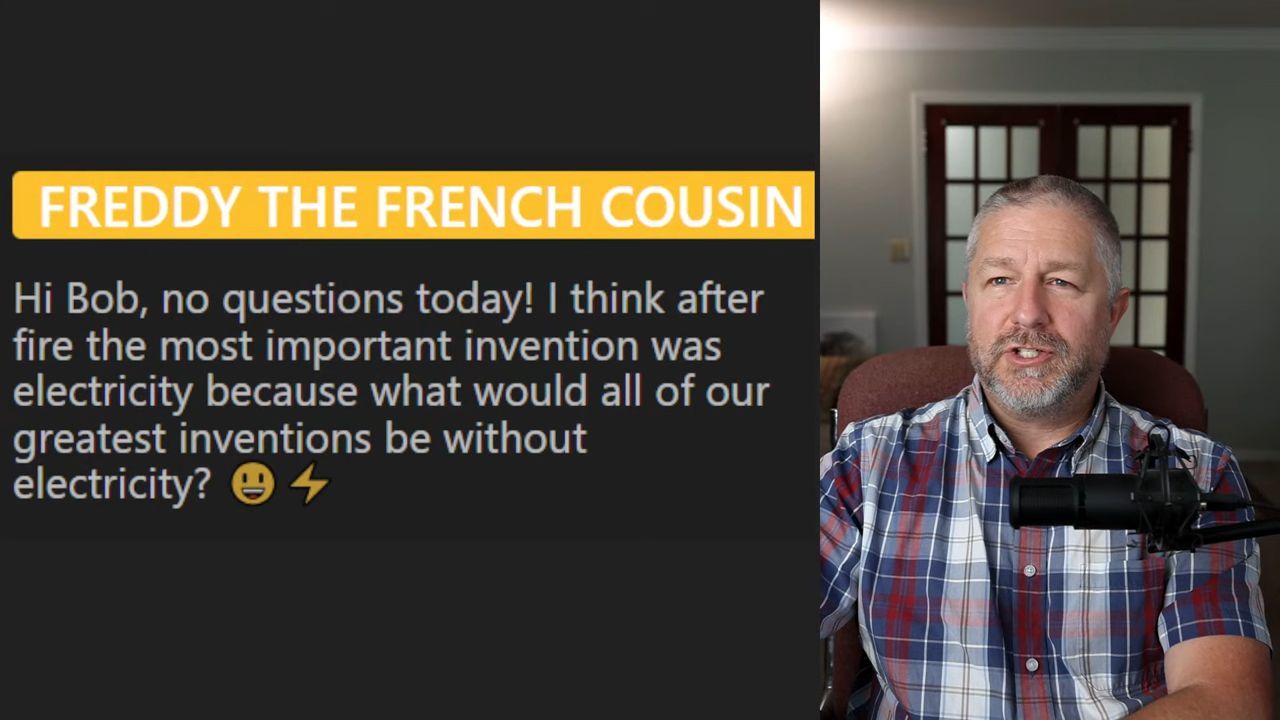 FREDDY THE FRENCH COUSIN
Hi Bob, no questions today! I think after
fire the most important invention was
electricity because what would all of our
greatest inventions be without
electricity? 😃⚡